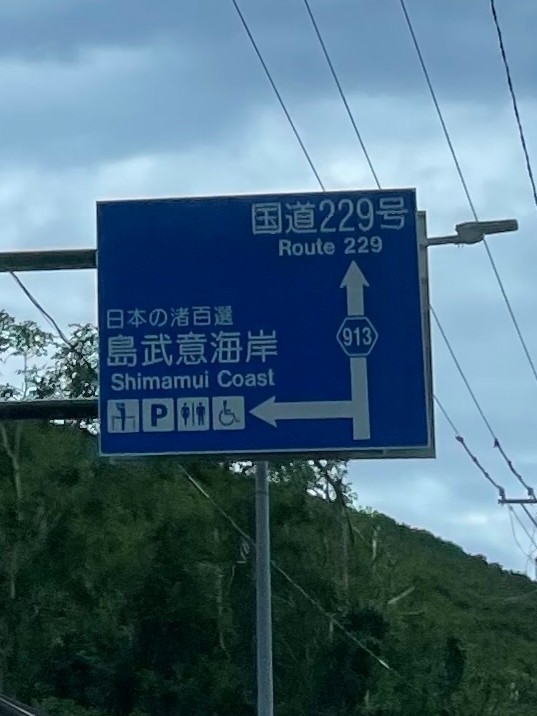 国道229号
Route 229
913
日本の渚百選
島武意海岸
Shimamui Coast
P